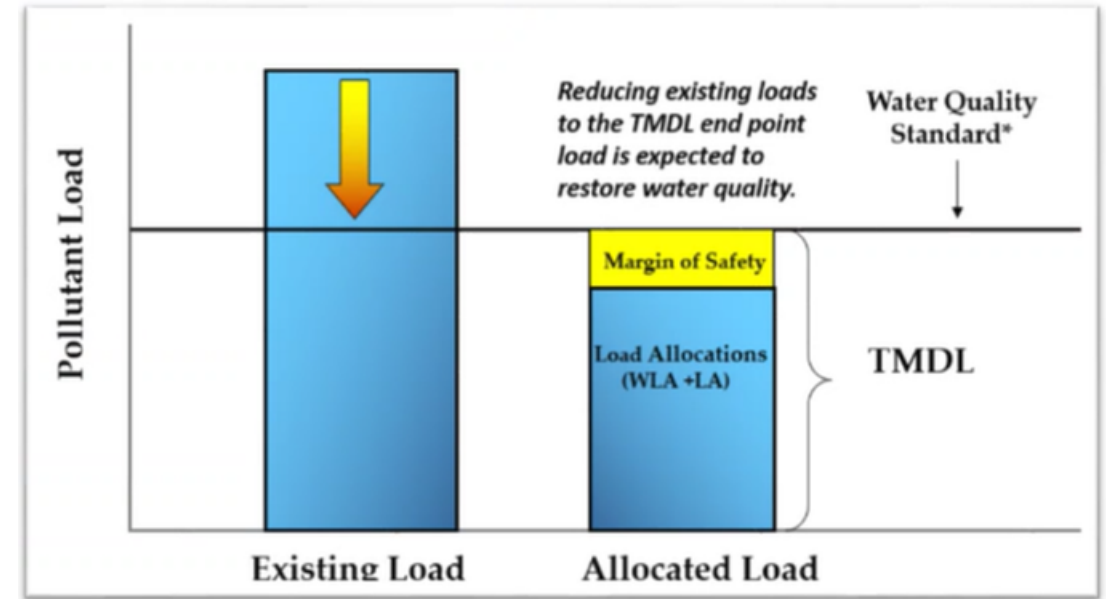 Pollutant Load
Reducing existing loads
to the TMDL end point
load is expected to
restore water quality.
Water Quality
Standard*
Margin of Safety
Load Allocations
(WLA +LA)
TMDL
Existing Load
Allocated Load